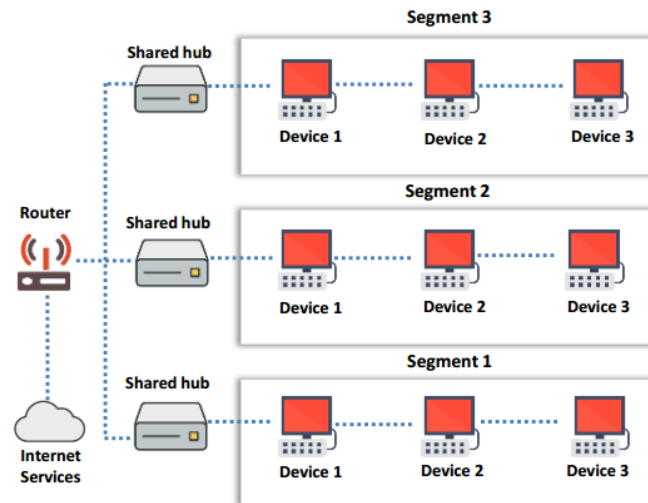 Segment 3
Shared hub
Device 1
Device 2
Device 3
Segment 2
Router
Shared hub
Device 1
Device 2
Device 3
Segment 1
Shared hub
Internet
Services
Device 1
Device 2
Device 3